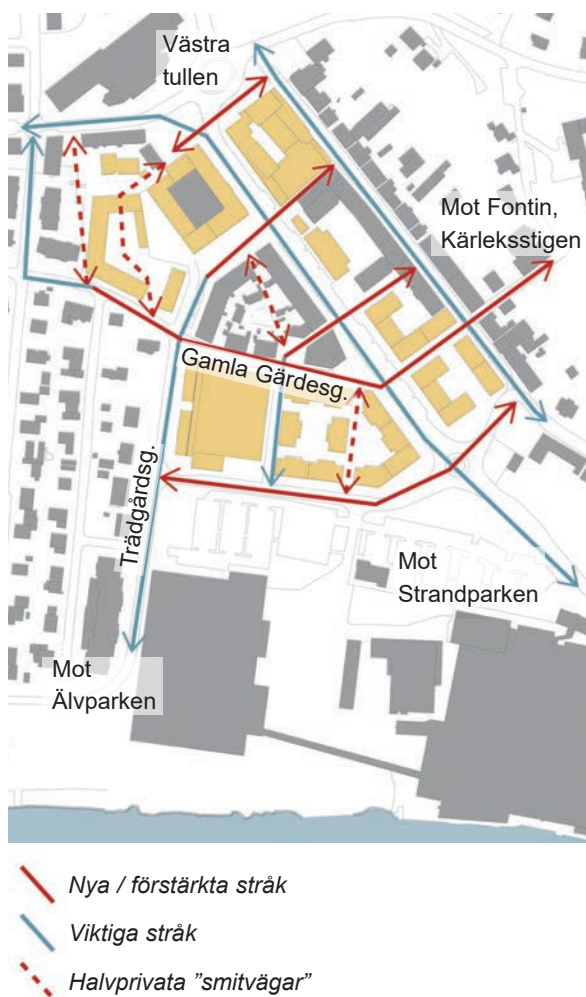 Västra
tullen
Mot Fontin,
Kärleksstigen
Gamla Gärdesg.
Trädgårdsg.
Mot
Strandparken
Mot
Älvparken
Nya / förstärkta stråk
Viktiga stråk
Halvprivata ”smitvägar”